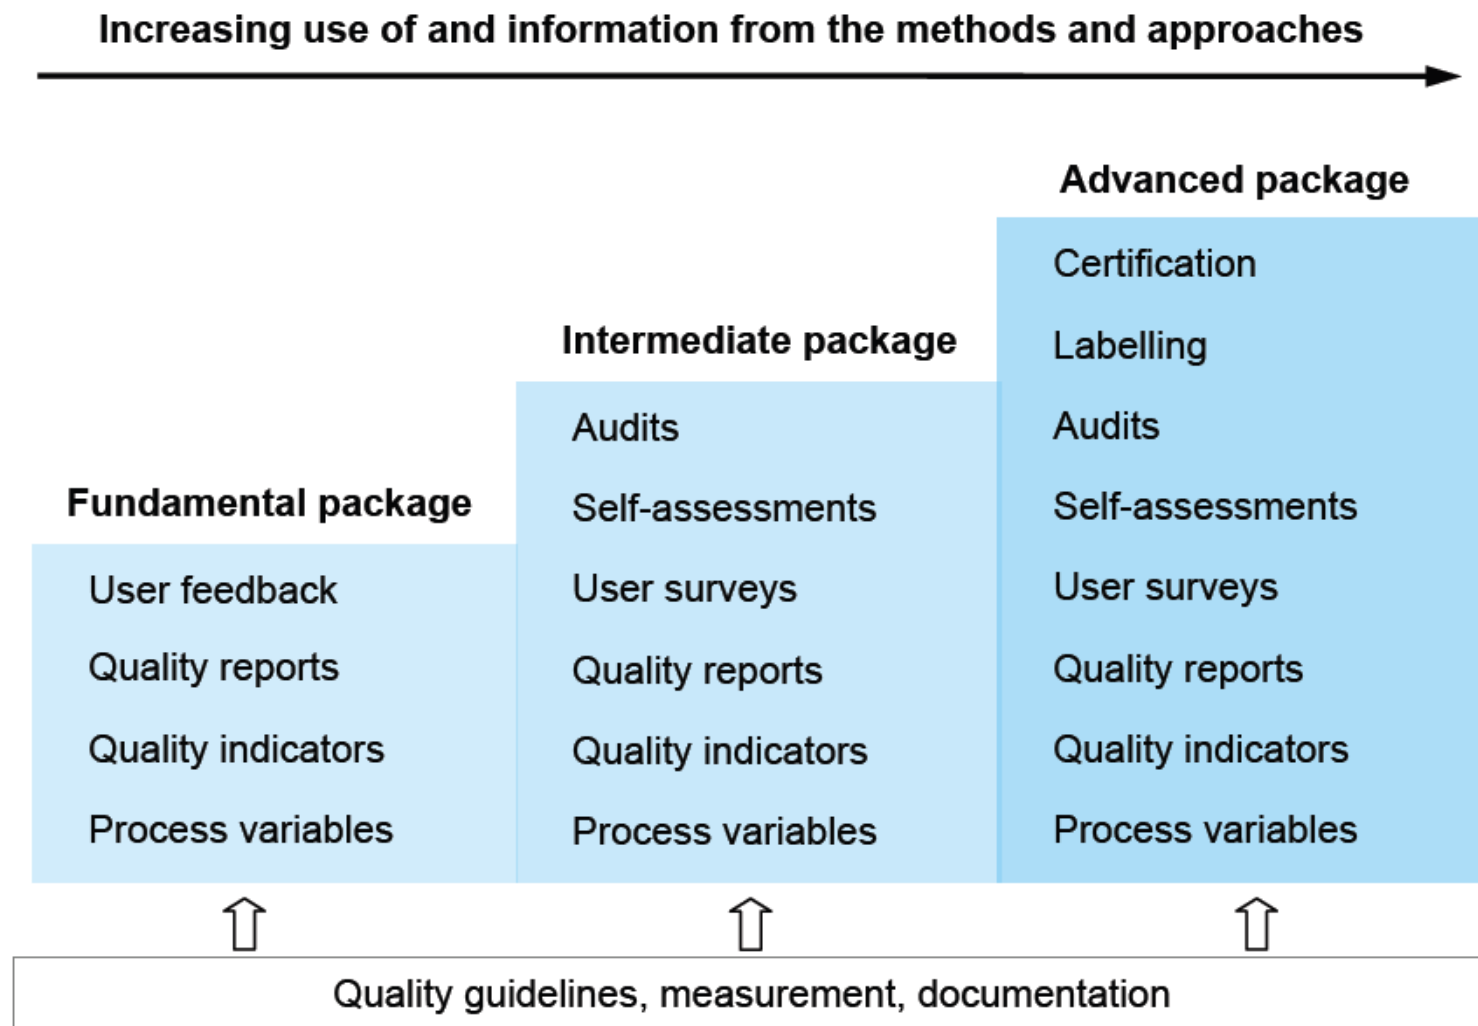 Increasing use of and information from the methods and approaches
Fundamental package
User feedback
Quality reports
Quality indicators
Process variables
Intermediate package
Audits
Self-assessments
User surveys
Quality reports
Quality indicators
Process variables
Advanced package
Certification
Labelling
Audits
Self-assessments
User surveys
Quality reports
Quality indicators
Process variables
Quality guidelines, measurement, documentation